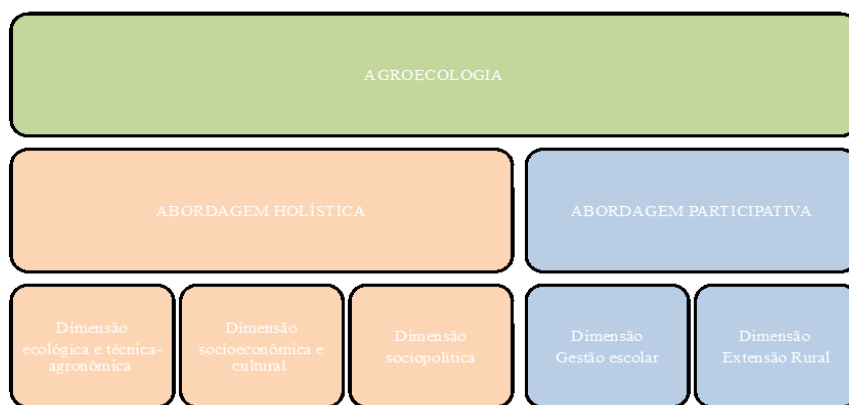 AGROECOLOGIA
ABORDAGEM HOLÍSTICA
ABORDAGEM PARTICIPATIVA
Dimensão
ecológica e técnica-
agronômica
Dimensão
socioeconômica e
cultural
Dimensão
sociopolitica
Dimensão
Gestão escolar
Dimensão
Extensão Rural